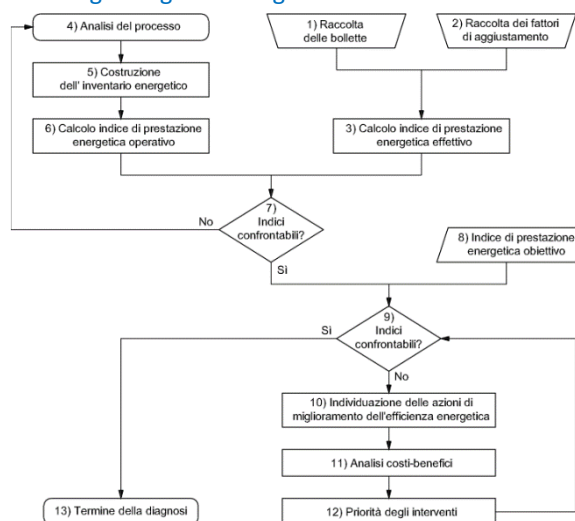 4) Analisi del processo
1) Raccolta
delle bollette
2) Raccolta dei fattori
di aggiustamento
5) Costruzione
dell' inventario energetico
6) Calcolo indice di prestazione
energetica operativo
3) Calcolo indice di prestazione
energetica effettivo
7)
Indici
confrontabili?
No
Sì
8) Indice di prestazione
energetica obiettivo
9)
Indici
confrontabili?
Sì
No
10) Individuazione delle azioni di
miglioramento dell'efficienza energetica
11) Analisi costi-benefici
12) Priorità degli interventi
13) Termine della diagnosi